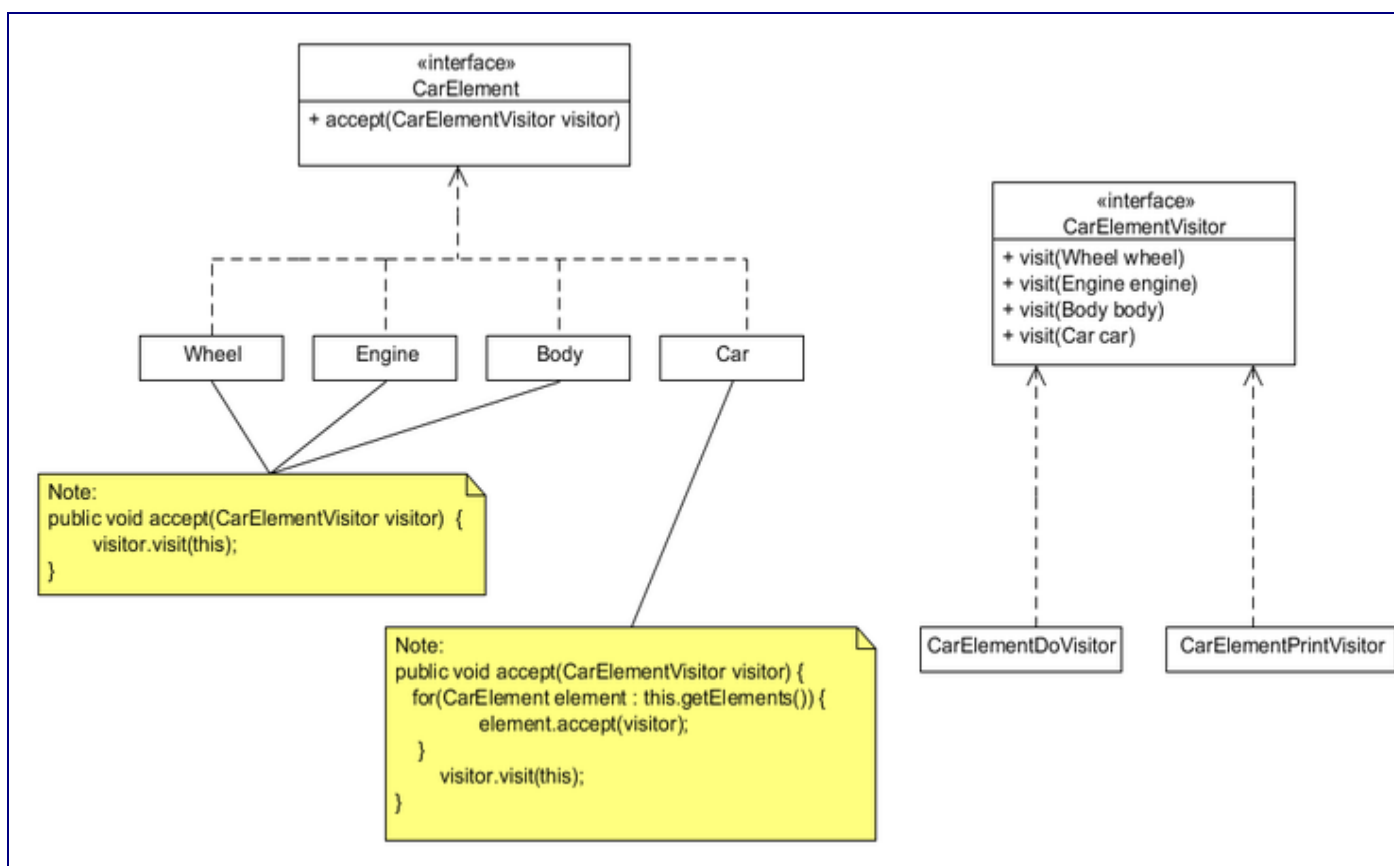 «interface»
CarElement
+ accept(CarElementVisitor visitor)
«interface»
CarElementVisitor
+ visit(Wheel wheel)
+ visit(Engine engine)
+ visit(Body body)
+ visit(Car car)
Wheel
Engine
Body
Car
Note:
public void accept(CarElementVisitor visitor) {
visitor.visit(this);
}
Note:
public void accept(CarElementVisitor visitor) {
for(CarElement element : this.getElements()) {
element.accept(visitor);
}
visitor.visit(this);
}
CarElementDoVisitor
CarElementPrintVisitor